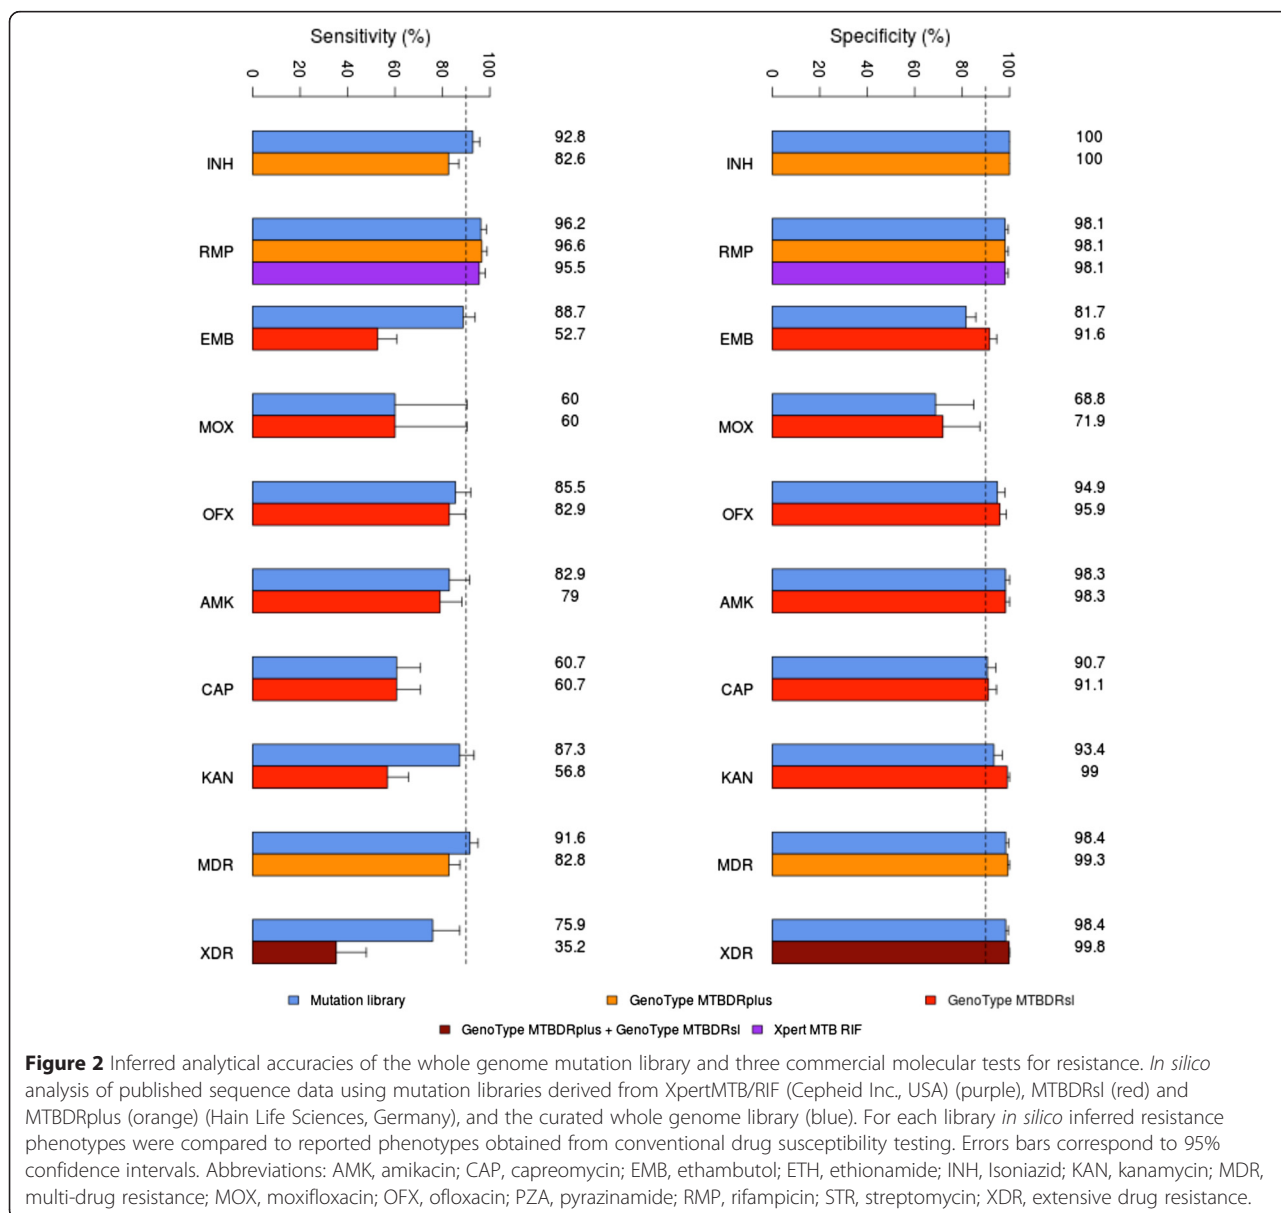 Sensitivity (%)
0 20 40 60 80 100
INH 92.8
82.6
RMP 96.2
96.6
95.5
EMB 88.7
52.7
MOX 60
60
OFX 85.5
82.9
AMK 82.9
79
CAP 60.7
60.7
KAN 87.3
56.8
MDR 91.6
82.8
XDR 75.9
35.2
Specificity (%)
0 20 40 60 80 100
INH 100
100
RMP 98.1
98.1
98.1
EMB 81.7
91.6
MOX 68.8
71.9
OFX 94.9
95.9
AMK 98.3
98.3
CAP 90.7
91.1
KAN 93.4
99
MDR 98.4
99.3
XDR 98.4
99.8
Mutation library GenoType MTBDRplus GenoType MTBDRsl
GenoType MTBDRplus + GenoType MTBDRsl Xpert MTB RIF
Figure 2 Inferred analytical accuracies of the whole genome mutation library and three commercial molecular tests for resistance. In silico
analysis of published sequence data using mutation libraries derived from XpertMTB/RIF (Cepheid Inc., USA) (purple), MTBDRsl (red) and
MTBDRplus (orange) (Hain Life Sciences, Germany), and the curated whole genome library (blue). For each library in silico inferred resistance
phenotypes were compared to reported phenotypes obtained from conventional drug susceptibility testing. Errors bars correspond to 95%
confidence intervals. Abbreviations: AMK, amikacin; CAP, capreomycin; EMB, ethambutol; ETH, ethionamide; INH, Isoniazid; KAN, kanamycin; MDR,
multi-drug resistance; MOX, moxifloxacin; OFX, ofloxacin; PZA, pyrazinamide; RMP, rifampicin; STR, streptomycin; XDR, extensive drug resistance.